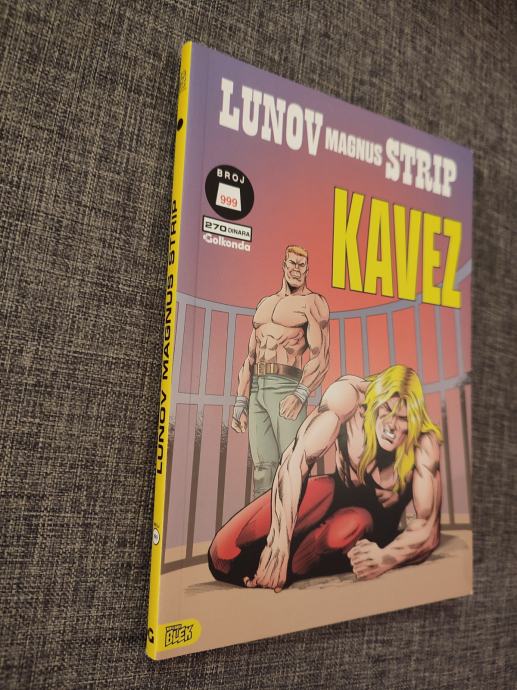 LUNOV MAGNUS STRIP
BROJ
999
270 DINARA
Golkonda
KAVEZ
LUNOV MAGNUS STRIP
BLEK